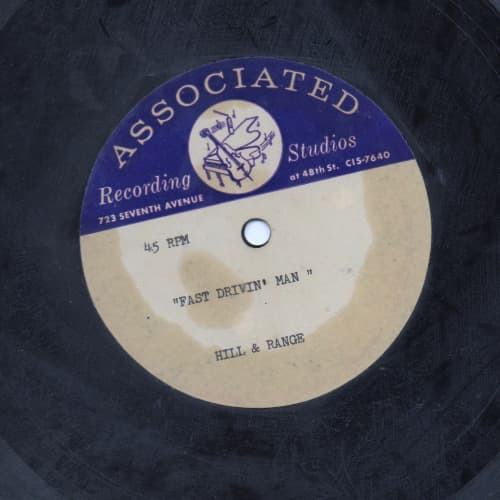 ASSOCIATED
Recording Studios
723 SEVENTH AVENUE at 48th St. CI5-7640
45 RPM
"FAST DRIVIN' MAN "
HILL & RANGE